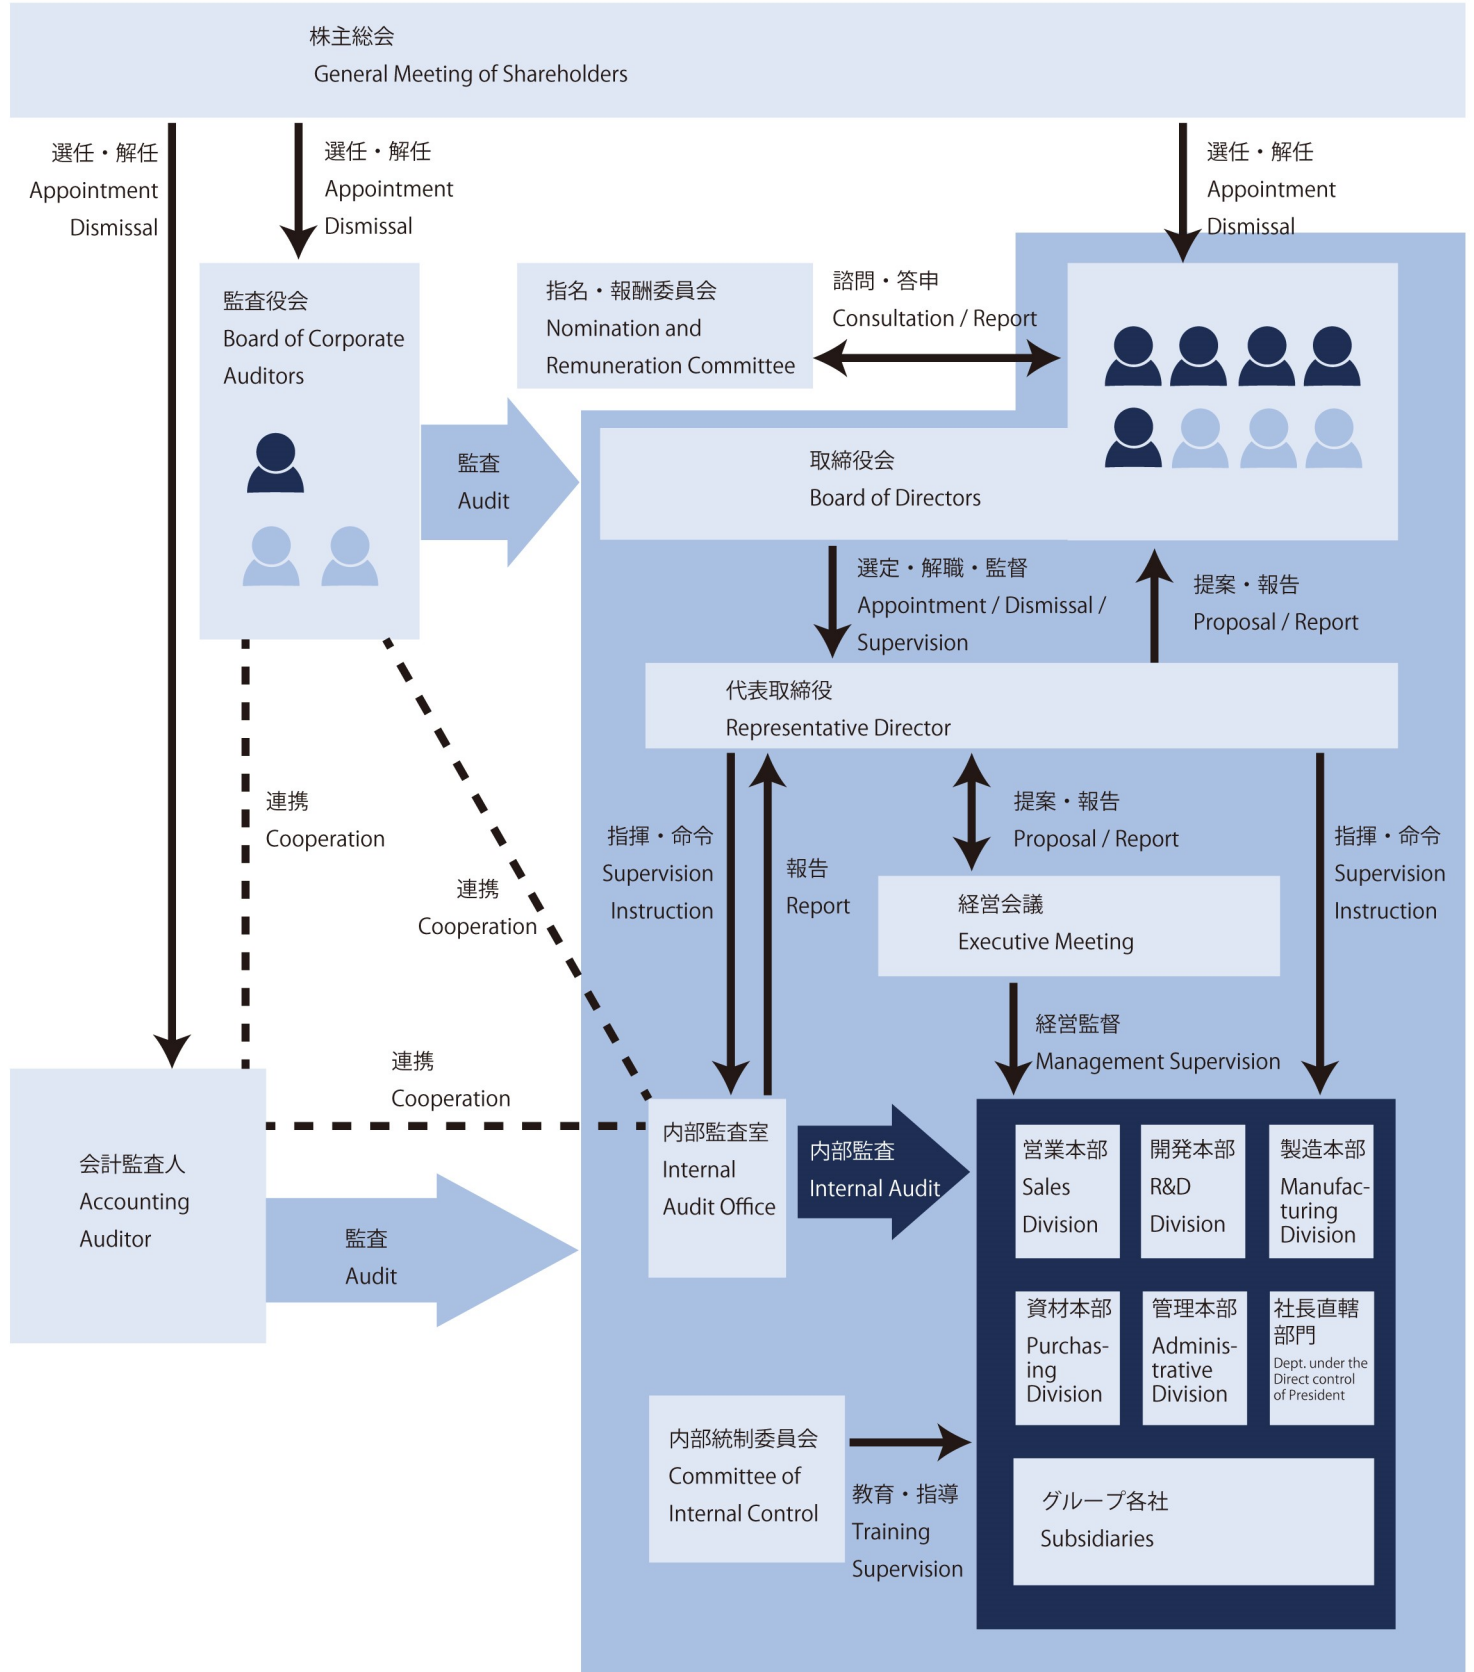 株主総会
General Meeting of Shareholders
選任・解任
Appointment
Dismissal
選任・解任
Appointment
Dismissal
選任・解任
Appointment
Dismissal
監査役会
Board of Corporate
Auditors
指名・報酬委員会
Nomination and
Remuneration Committee
諮問・答申
Consultation / Report
監査
Audit
取締役会
Board of Directors
選定・解職・監督
Appointment / Dismissal /
Supervision
提案・報告
Proposal / Report
代表取締役
Representative Director
連携
Cooperation
連携
Cooperation
指揮・命令
Supervision
Instruction
報告
Report
提案・報告
Proposal / Report
指揮・命令
Supervision
Instruction
経営会議
Executive Meeting
経営監督
Management Supervision
連携
Cooperation
会計監査人
Accounting
Auditor
監査
Audit
内部監査室
Internal
Audit Office
内部監査
Internal Audit
営業本部
Sales
Division
開発本部
R&D
Division
製造本部
Manufac-
turing
Division
資材本部
Purchas-
ing
Division
管理本部
Adminis-
trative
Division
社長直轄
部門
Dept. under the
Direct control
of President
内部統制委員会
Committee of
Internal Control
教育・指導
Training
Supervision
グループ各社
Subsidiaries